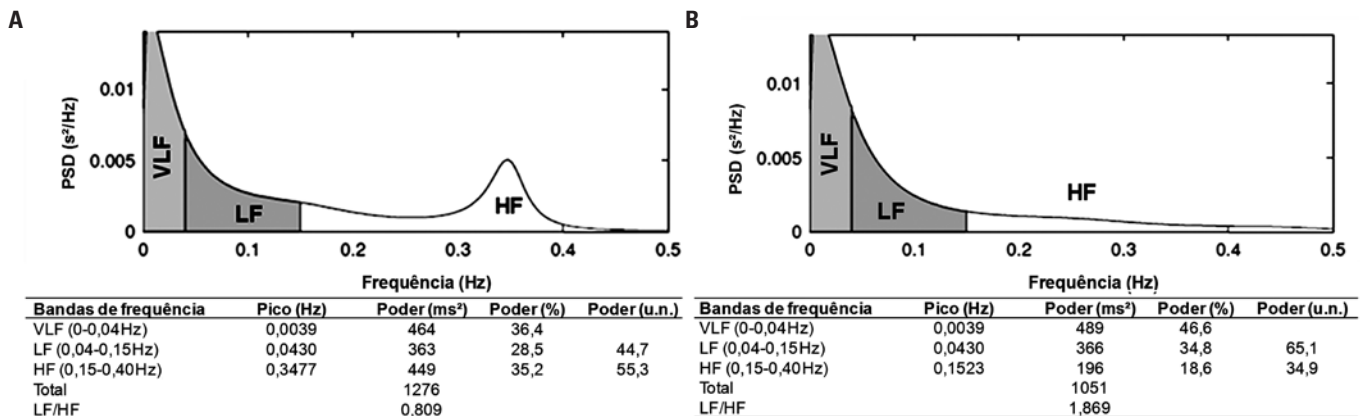 A
0.01
0.005
0
PSD (s²/Hz)
VLF
LF
HF
0 0.1 0.2 0.3 0.4 0.5
Frequência (Hz)
Bandas de frequência Pico (Hz) Poder (ms²) Poder (%) Poder (u.n.)
VLF (0-0,04Hz) 0,0039 464 36,4
LF (0,04-0,15Hz) 0,0430 363 28,5 44,7
HF (0,15-0,40Hz) 0,3477 449 35,2 55,3
Total 1276
LF/HF 0,809
B
0.01
0.005
0
PSD (s²/Hz)
VLF
LF
HF
0 0.1 0.2 0.3 0.4 0.5
Frequência (Hz)
Bandas de frequência Pico (Hz) Poder (ms²) Poder (%) Poder (u.n.)
VLF (0-0,04Hz) 0,0039 489 46,6
LF (0,04-0,15Hz) 0,0430 366 34,8 65,1
HF (0,15-0,40Hz) 0,1523 196 18,6 34,9
Total 1051
LF/HF 1,869